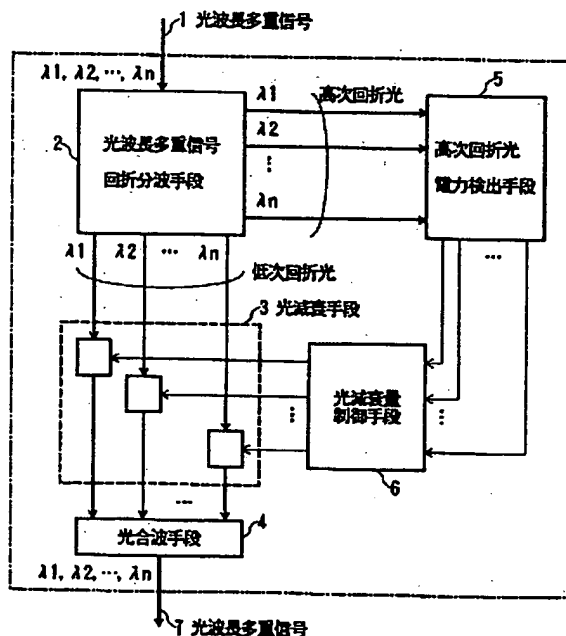 1 光波長多重信号
λ1, λ2, …, λn
2
光波長多重信号
回折分波手段
λ1
高次回折光
λ2
⋮
λn
5
高次回折光
電力検出手段
…
λ1 λ2 … λn
低次回折光
3 光減衰手段
光減衰量
制御手段
⋮
⋮
6
…
光合波手段
4
λ1, λ2, …, λn
7 光波長多重信号